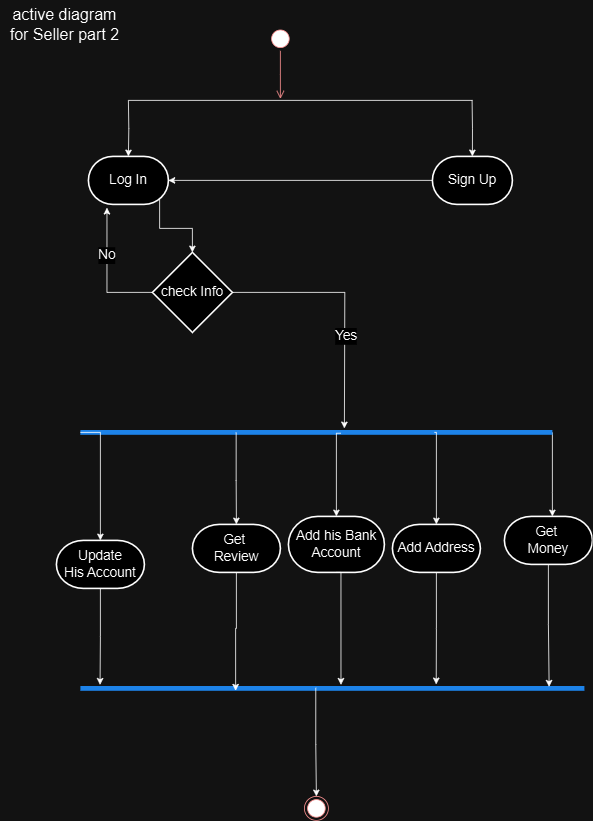 active diagram
for Seller part 2
Log In
Sign Up
No
check Info
Yes
Update
His Account
Get
Review
Add his Bank
Account
Add Address
Get
Money